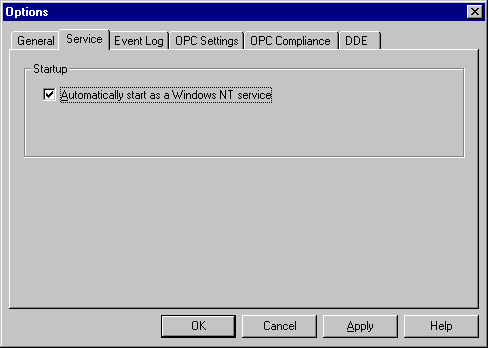 Options
General Service Event Log OPC Settings OPC Compliance DDE
Startup
Automatically start as a Windows NT service
OK Cancel Apply Help